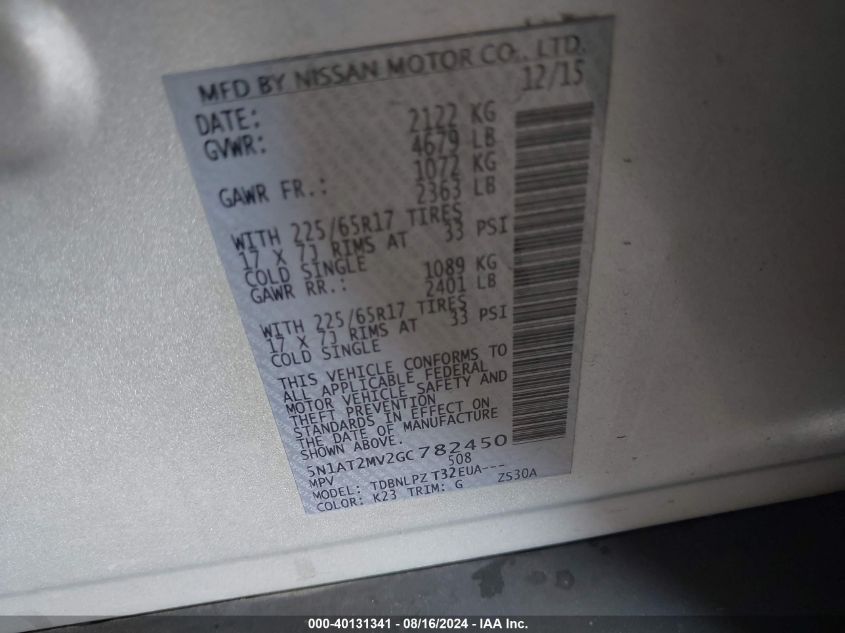 MFD BY NISSAN MOTOR CO., LTD.
DATE: 12/15
GVWR: 2122 KG
4679 LB
GAWR FR.: 1072 KG
2363 LB
WITH 225/65R17 TIRES
17 X 7J RIMS AT 33 PSI
COLD SINGLE
GAWR RR.: 1089 KG
2401 LB
WITH 225/65R17 TIRES
17 X 7J RIMS AT 33 PSI
COLD SINGLE
THIS VEHICLE CONFORMS TO
ALL APPLICABLE FEDERAL
MOTOR VEHICLE SAFETY AND
THEFT PREVENTION
STANDARDS IN EFFECT ON
THE DATE OF MANUFACTURE
SHOWN ABOVE.
5N1AT2MV2GC782450
MPV 508
MODEL: TDBNLPZ T32EUA---
COLOR: K23 TRIM: G ZS30A
000-40131341 - 08/16/2024 - IAA Inc.